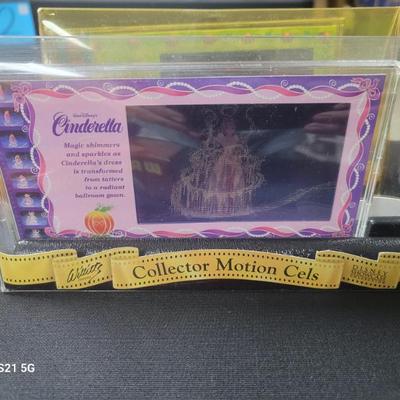 WALT DISNEY'S
Cinderella
Magic shimmers
and sparkles as
Cinderella's dress
is transformed
from tatters
to a radiant
ballroom gown.
Collector Motion Cels
S21 5G